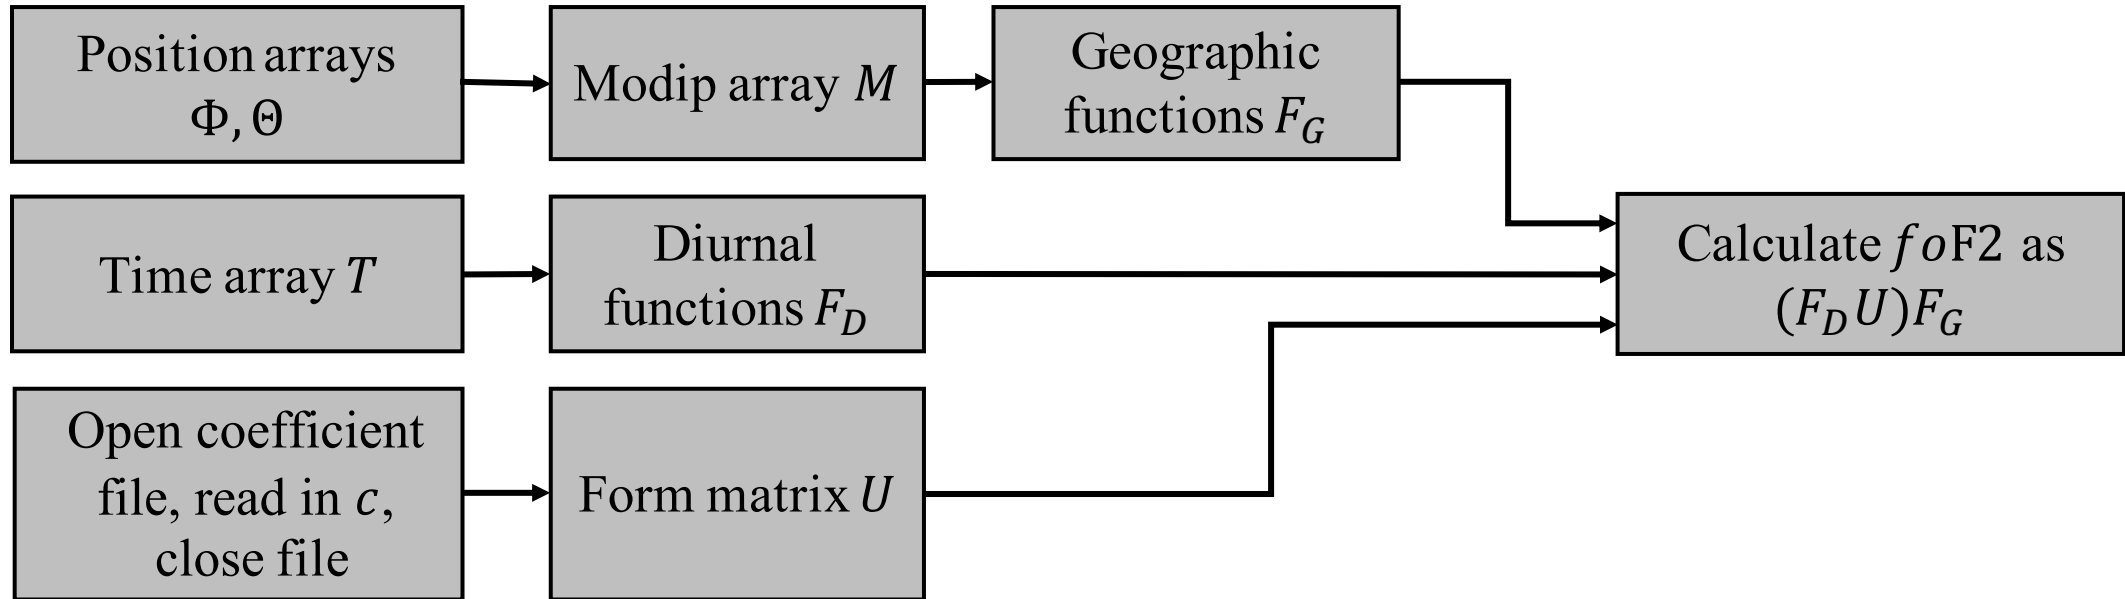 Position arrays
Φ, Θ
Modip array M
Geographic
functions F_G
Time array T
Diurnal
functions F_D
Open coefficient
file, read in c,
close file
Form matrix U
Calculate foF2 as
(F_D U)F_G